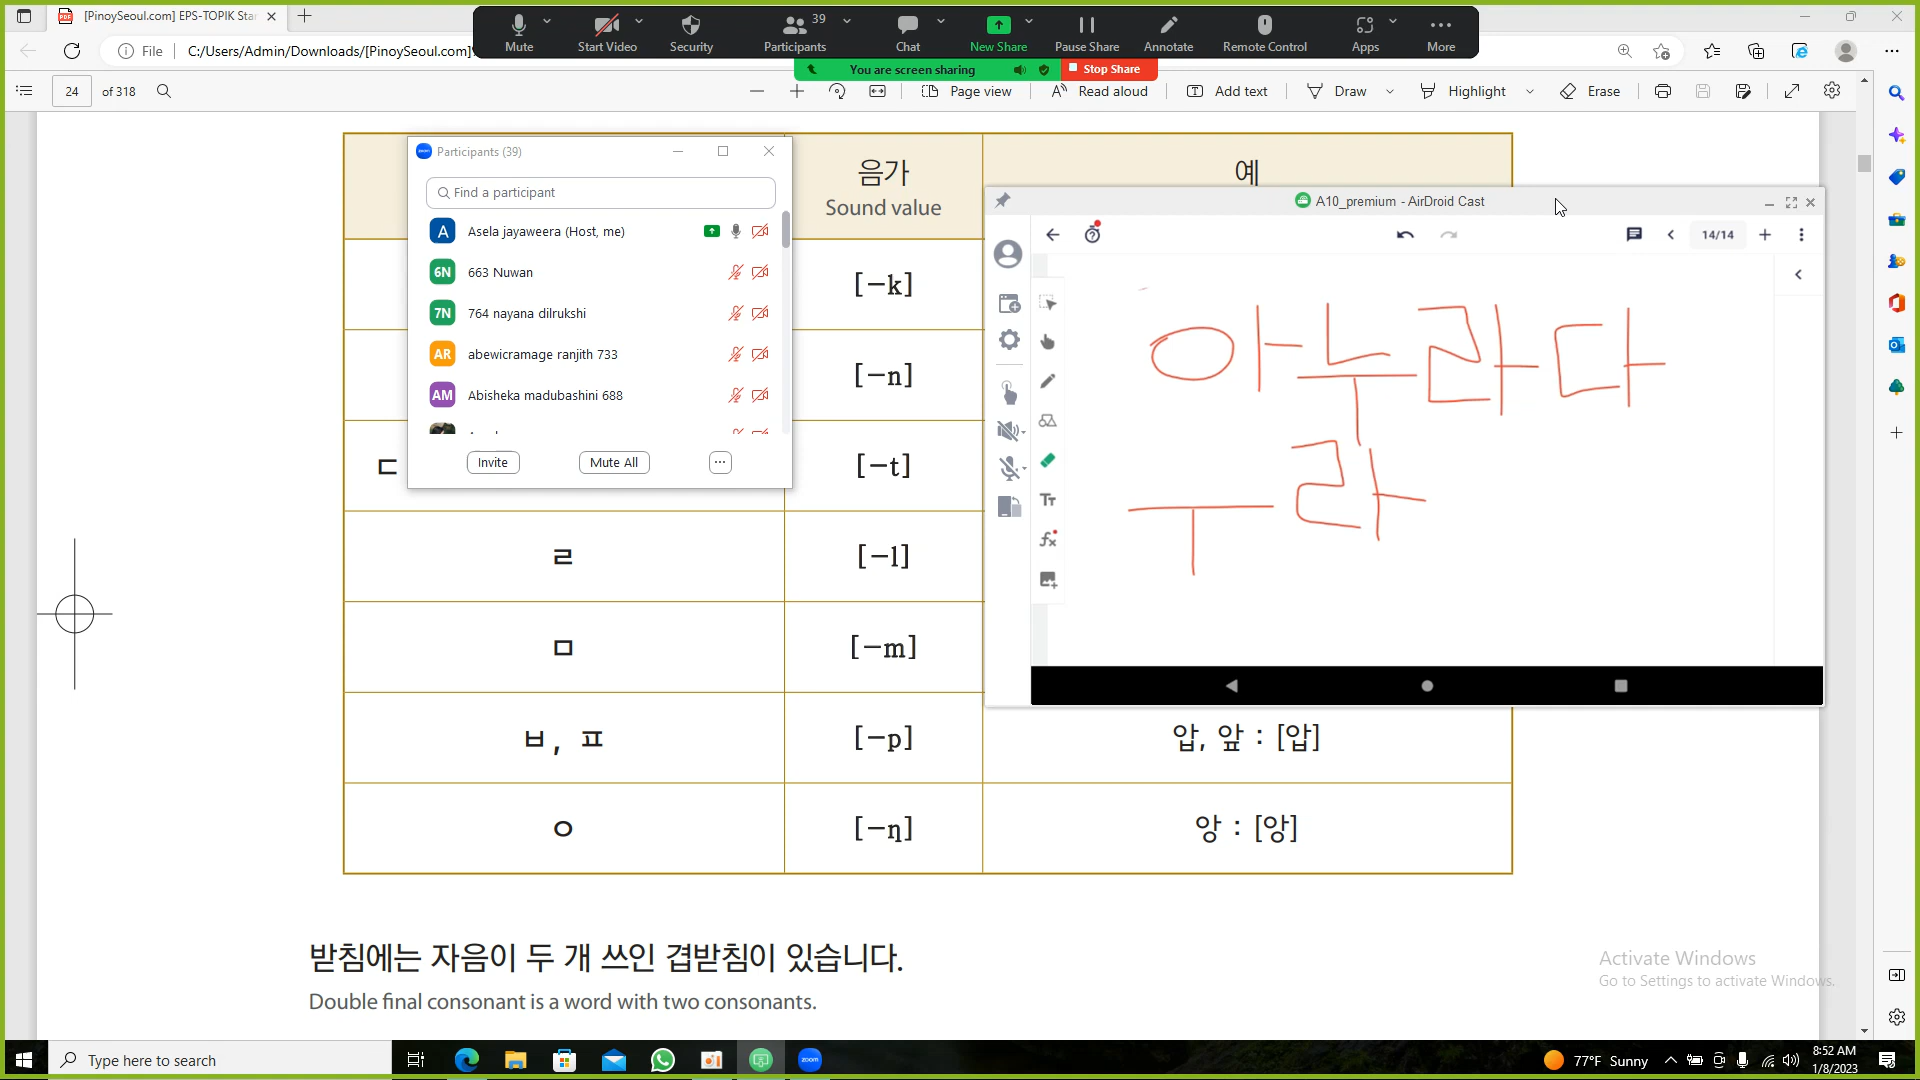 [PinoySeoul.com] EPS-TOPIK Sta
File
C:/Users/Admin/Downloads/[PinoySeoul.com]
Mute
Start Video
Security
Participants
39
Chat
New Share
Pause Share
Annotate
Remote Control
Apps
More
You are screen sharing
Stop Share
24
of 318
Page view
Read aloud
Add text
Draw
Highlight
Erase
음가
Sound value
예
Participants (39)
Find a participant
A
Asela jayaweera (Host, me)
6N
663 Nuwan
7N
764 nayana dilrukshi
AR
abewicramage ranjith 733
AM
Abisheka madubashini 688
Invite
Mute All
A10_premium - AirDroid Cast
14/14
아누라다
ㅜ라
[-k]
[-n]
ㄷ
[-t]
ㄹ
[-l]
ㅁ
[-m]
ㅂ, ㅍ
[-p]
압, 앞 : [압]
ㅇ
[-η]
앙 : [앙]
받침에는 자음이 두 개 쓰인 겹받침이 있습니다.
Double final consonant is a word with two consonants.
Activate Windows
Go to Settings to activate Windows.
Type here to search
zoom
77°F Sunny
8:52 AM
1/8/2023